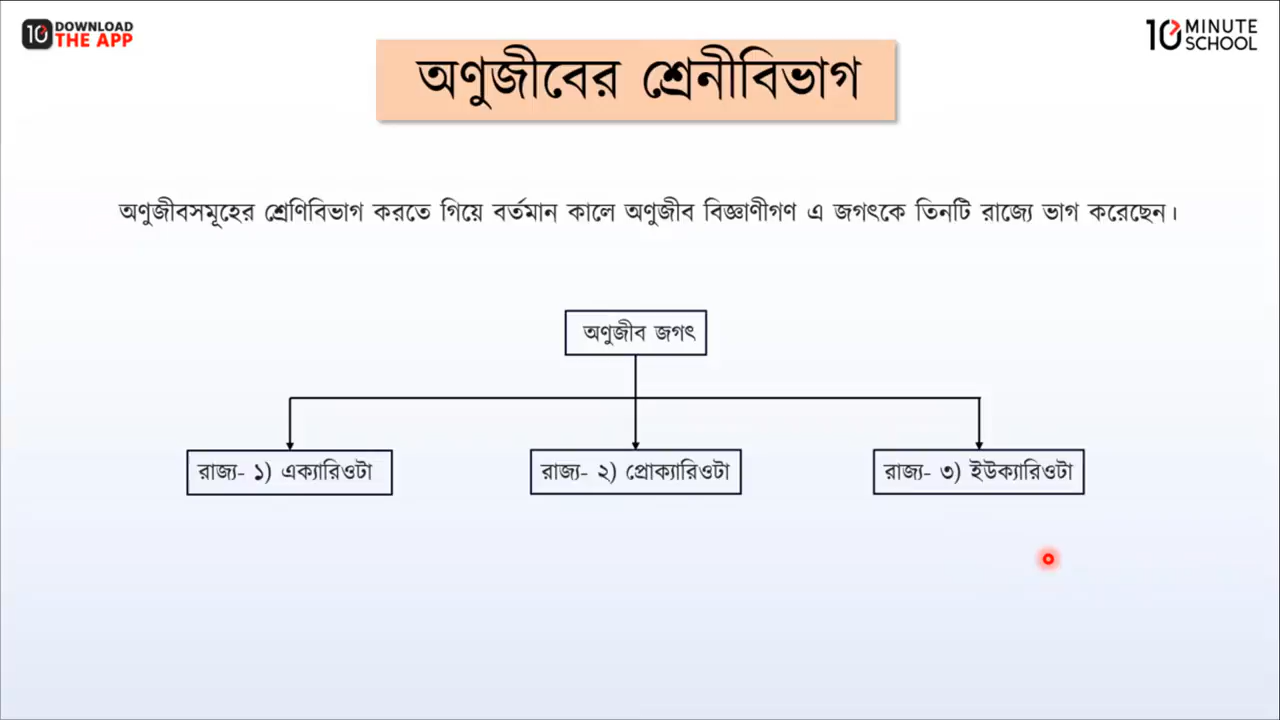 DOWNLOAD
THE APP
10 MINUTE
SCHOOL
অণুজীবের শ্রেনীবিভাগ
অণুজীবসমূহের শ্রেণিবিভাগ করতে গিয়ে বর্তমান কালে অণুজীব বিজ্ঞাণীগণ এ জগৎকে তিনটি রাজ্যে ভাগ করেছেন।
অণুজীব জগৎ
রাজ্য- ১) এক্যারিওটা
রাজ্য- ২) প্রোক্যারিওটা
রাজ্য- ৩) ইউক্যারিওটা